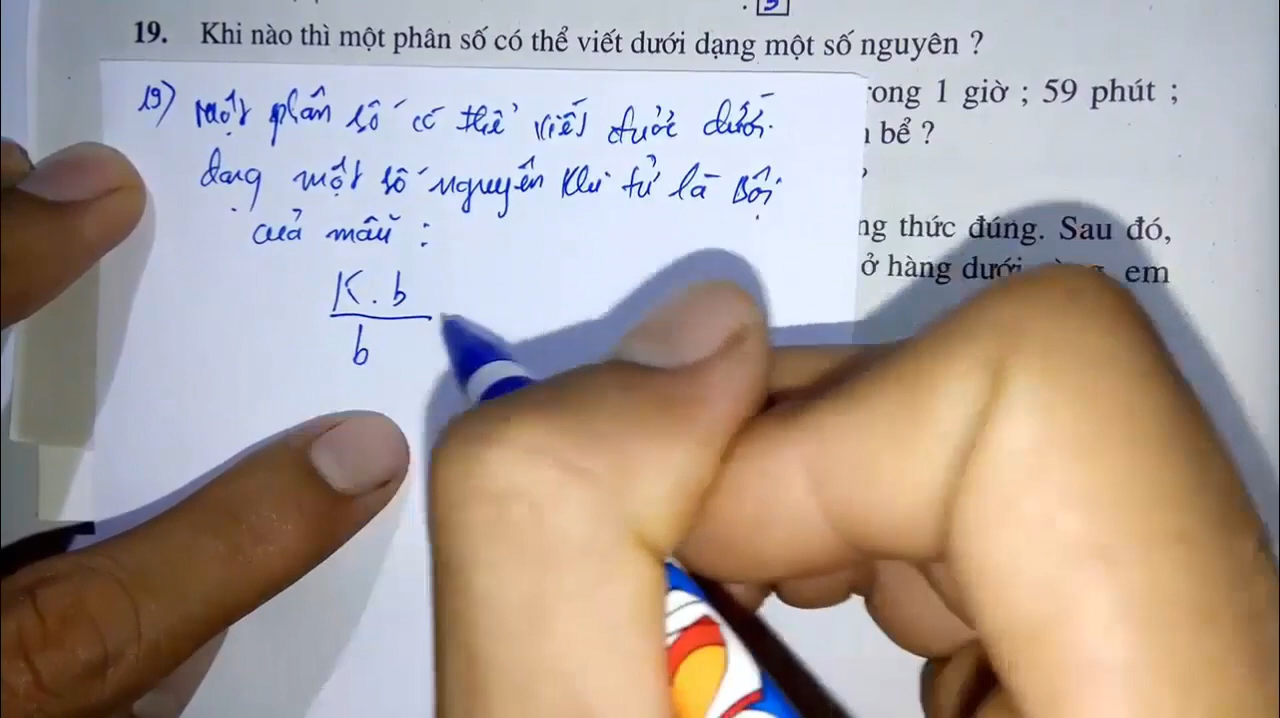 19. Khi nào thì một phân số có thể viết dưới dạng một số nguyên ?
rong 1 giờ ; 59 phút ;
bể ?
ng thức đúng. Sau đó,
ở hàng dưới em
19) Một phân số có thể viết được dưới
dạng một số nguyên khi tử là Bội
của mẫu :
K . b
b